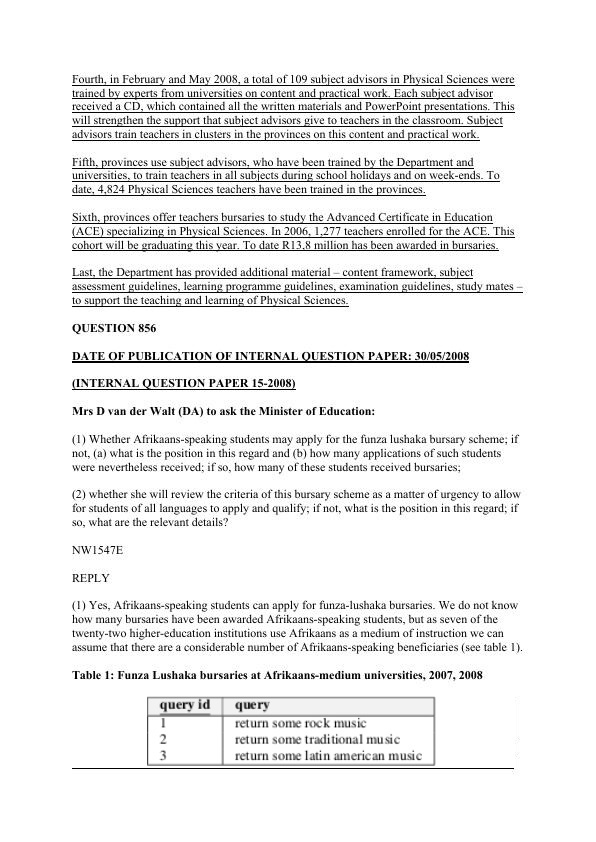 Fourth, in February and May 2008, a total of 109 subject advisors in Physical Sciences were
trained by experts from universities on content and practical work. Each subject advisor
received a CD, which contained all the written materials and PowerPoint presentations. This
will strengthen the support that subject advisors give to teachers in the classroom. Subject
advisors train teachers in clusters in the provinces on this content and practical work.
Fifth, provinces use subject advisors, who have been trained by the Department and
universities, to train teachers in all subjects during school holidays and on week-ends. To
date, 4,824 Physical Sciences teachers have been trained in the provinces.
Sixth, provinces offer teachers bursaries to study the Advanced Certificate in Education
(ACE) specializing in Physical Sciences. In 2006, 1,277 teachers enrolled for the ACE. This
cohort will be graduating this year. To date R13,8 million has been awarded in bursaries.
Last, the Department has provided additional material – content framework, subject
assessment guidelines, learning programme guidelines, examination guidelines, study mates –
to support the teaching and learning of Physical Sciences.
QUESTION 856
DATE OF PUBLICATION OF INTERNAL QUESTION PAPER: 30/05/2008
(INTERNAL QUESTION PAPER 15-2008)
Mrs D van der Walt (DA) to ask the Minister of Education:
(1) Whether Afrikaans-speaking students may apply for the funza lushaka bursary scheme; if
not, (a) what is the position in this regard and (b) how many applications of such students
were nevertheless received; if so, how many of these students received bursaries;
(2) whether she will review the criteria of this bursary scheme as a matter of urgency to allow
for students of all languages to apply and qualify; if not, what is the position in this regard; if
so, what are the relevant details?
NW1547E
REPLY
(1) Yes, Afrikaans-speaking students can apply for funza-lushaka bursaries. We do not know
how many bursaries have been awarded Afrikaans-speaking students, but as seven of the
twenty-two higher-education institutions use Afrikaans as a medium of instruction we can
assume that there are a considerable number of Afrikaans-speaking beneficiaries (see table 1).
Table 1: Funza Lushaka bursaries at Afrikaans-medium universities, 2007, 2008
query id query
1 return some rock music
2 return some traditional music
3 return some latin american music